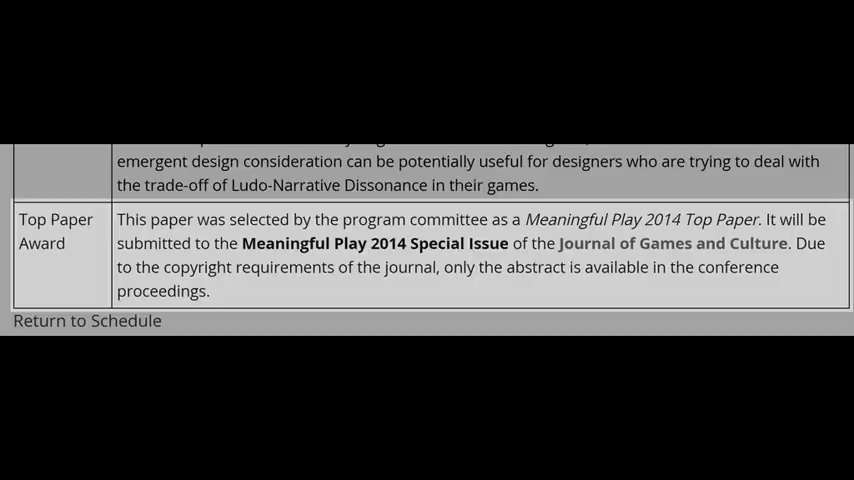 emergent design consideration can be potentially useful for designers who are trying to deal with
the trade-off of Ludo-Narrative Dissonance in their games.
Top Paper
Award
This paper was selected by the program committee as a Meaningful Play 2014 Top Paper. It will be
submitted to the Meaningful Play 2014 Special Issue of the Journal of Games and Culture. Due
to the copyright requirements of the journal, only the abstract is available in the conference
proceedings.
Return to Schedule